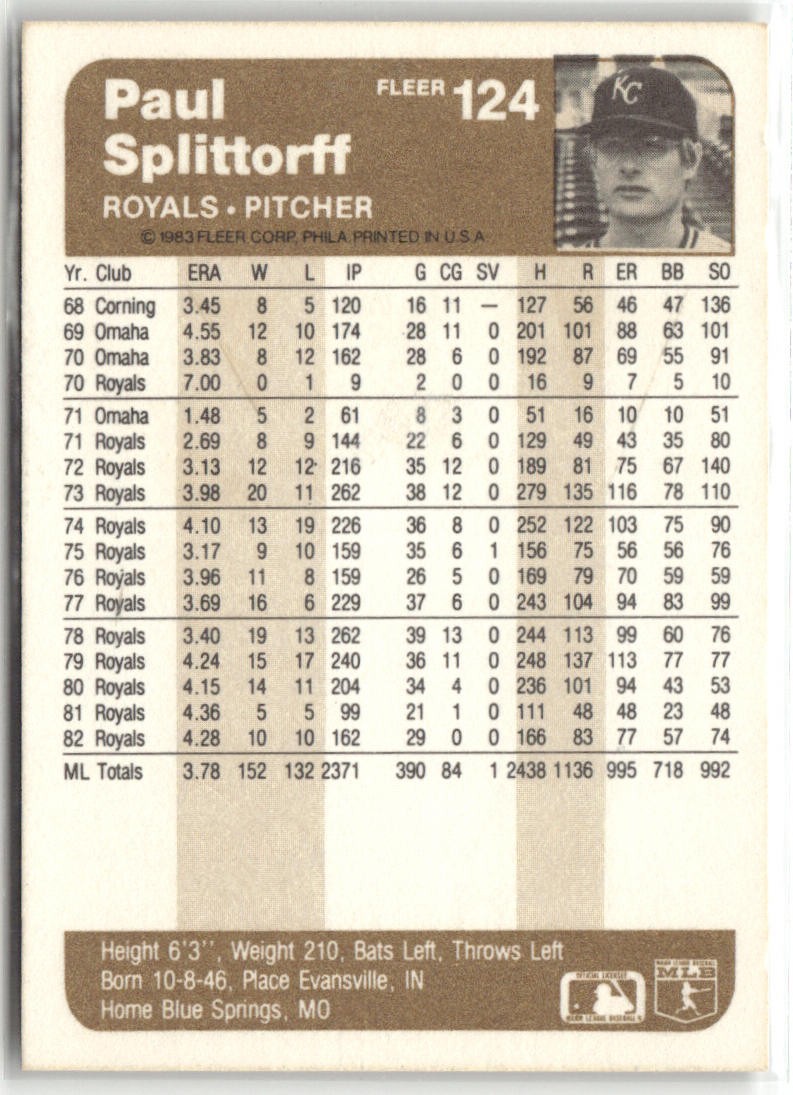 Paul
Splittorff
FLEER 124
ROYALS • PITCHER
© 1983 FLEER CORP. PHILA. PRINTED IN U.S.A.
KC
Yr. Club ERA W L IP G CG SV H R ER BB SO
68 Corning 3.45 8 5 120 16 11 — 127 56 46 47 136
69 Omaha 4.55 12 10 174 28 11 0 201 101 88 63 101
70 Omaha 3.83 8 12 162 28 6 0 192 87 69 55 91
70 Royals 7.00 0 1 9 2 0 0 16 9 7 5 10
71 Omaha 1.48 5 2 61 8 3 0 51 16 10 10 51
71 Royals 2.69 8 9 144 22 6 0 129 49 43 35 80
72 Royals 3.13 12 12 216 35 12 0 189 81 75 67 140
73 Royals 3.98 20 11 262 38 12 0 279 135 116 78 110
74 Royals 4.10 13 19 226 36 8 0 252 122 103 75 90
75 Royals 3.17 9 10 159 35 6 1 156 75 56 56 76
76 Royals 3.96 11 8 159 26 5 0 169 79 70 59 59
77 Royals 3.69 16 6 229 37 6 0 243 104 94 83 99
78 Royals 3.40 19 13 262 39 13 0 244 113 99 60 76
79 Royals 4.24 15 17 240 36 11 0 248 137 113 77 77
80 Royals 4.15 14 11 204 34 4 0 236 101 94 43 53
81 Royals 4.36 5 5 99 21 1 0 111 48 48 23 48
82 Royals 4.28 10 10 162 29 0 0 166 83 77 57 74
ML Totals 3.78 152 132 2371 390 84 1 2438 1136 995 718 992
Height 6'3'', Weight 210, Bats Left, Throws Left
Born 10-8-46, Place Evansville, IN
Home Blue Springs, MO
OFFICIAL LICENSEE
MAJOR LEAGUE BASEBALL
MAJOR LEAGUE BASEBALL
MLB